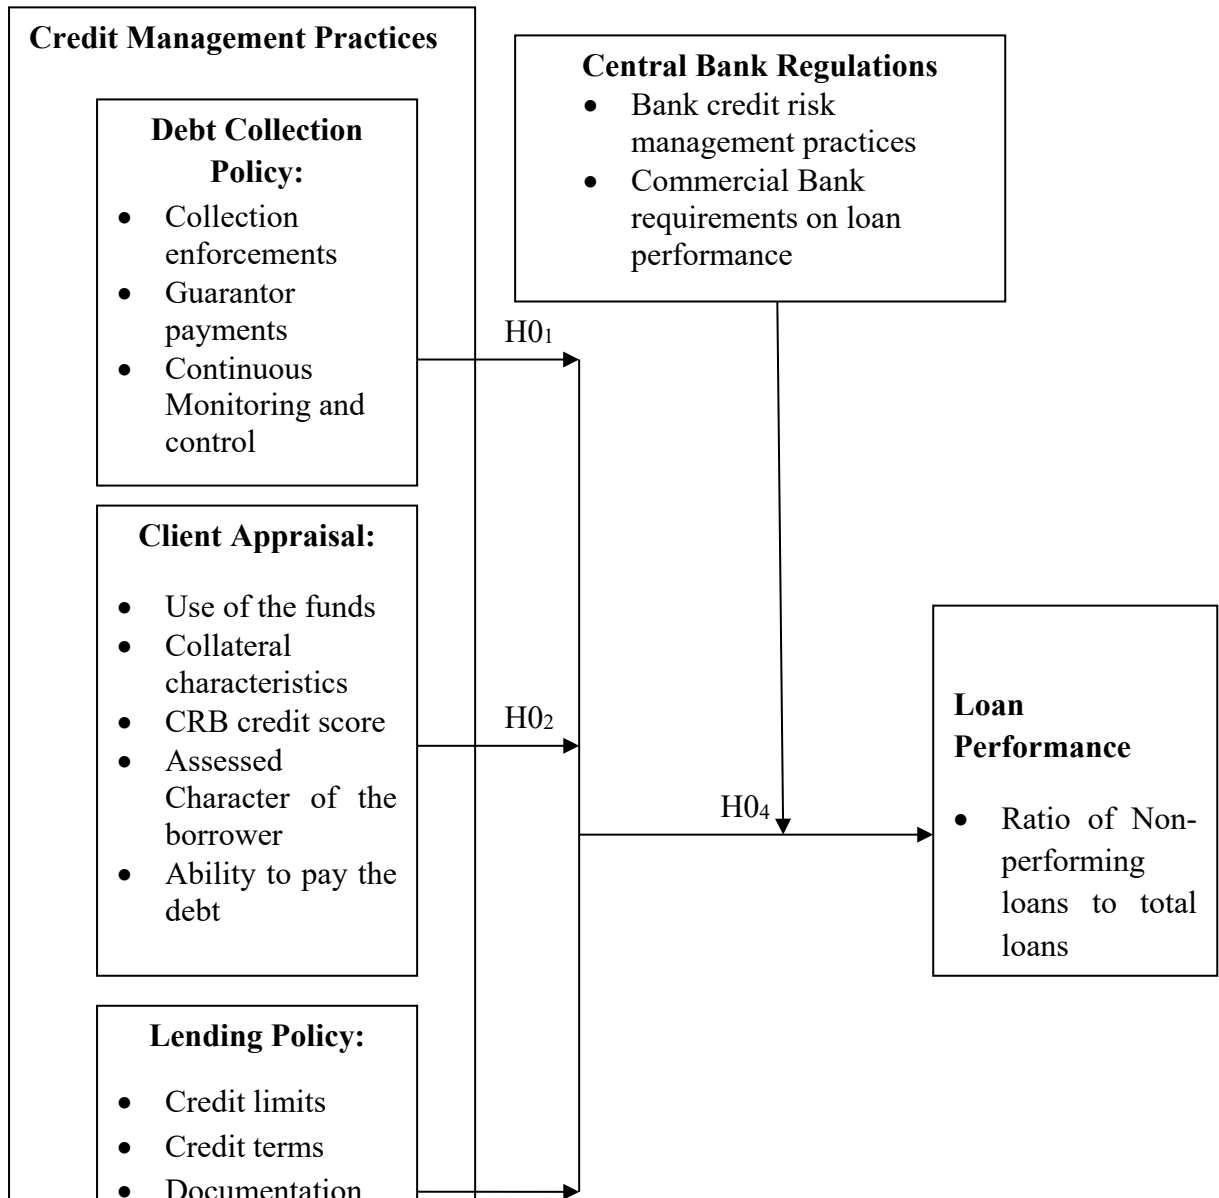 Credit Management Practices
Debt Collection
Policy:
• Collection
enforcements
• Guarantor
payments
• Continuous
Monitoring and
control
Central Bank Regulations
• Bank credit risk
management practices
• Commercial Bank
requirements on loan
performance
H0₁
Client Appraisal:
• Use of the funds
• Collateral
characteristics
• CRB credit score
• Assessed
Character of the
borrower
• Ability to pay the
debt
H0₂
H0₄
Loan
Performance
• Ratio of Non-
performing
loans to total
loans
Lending Policy:
• Credit limits
• Credit terms
• Documentation